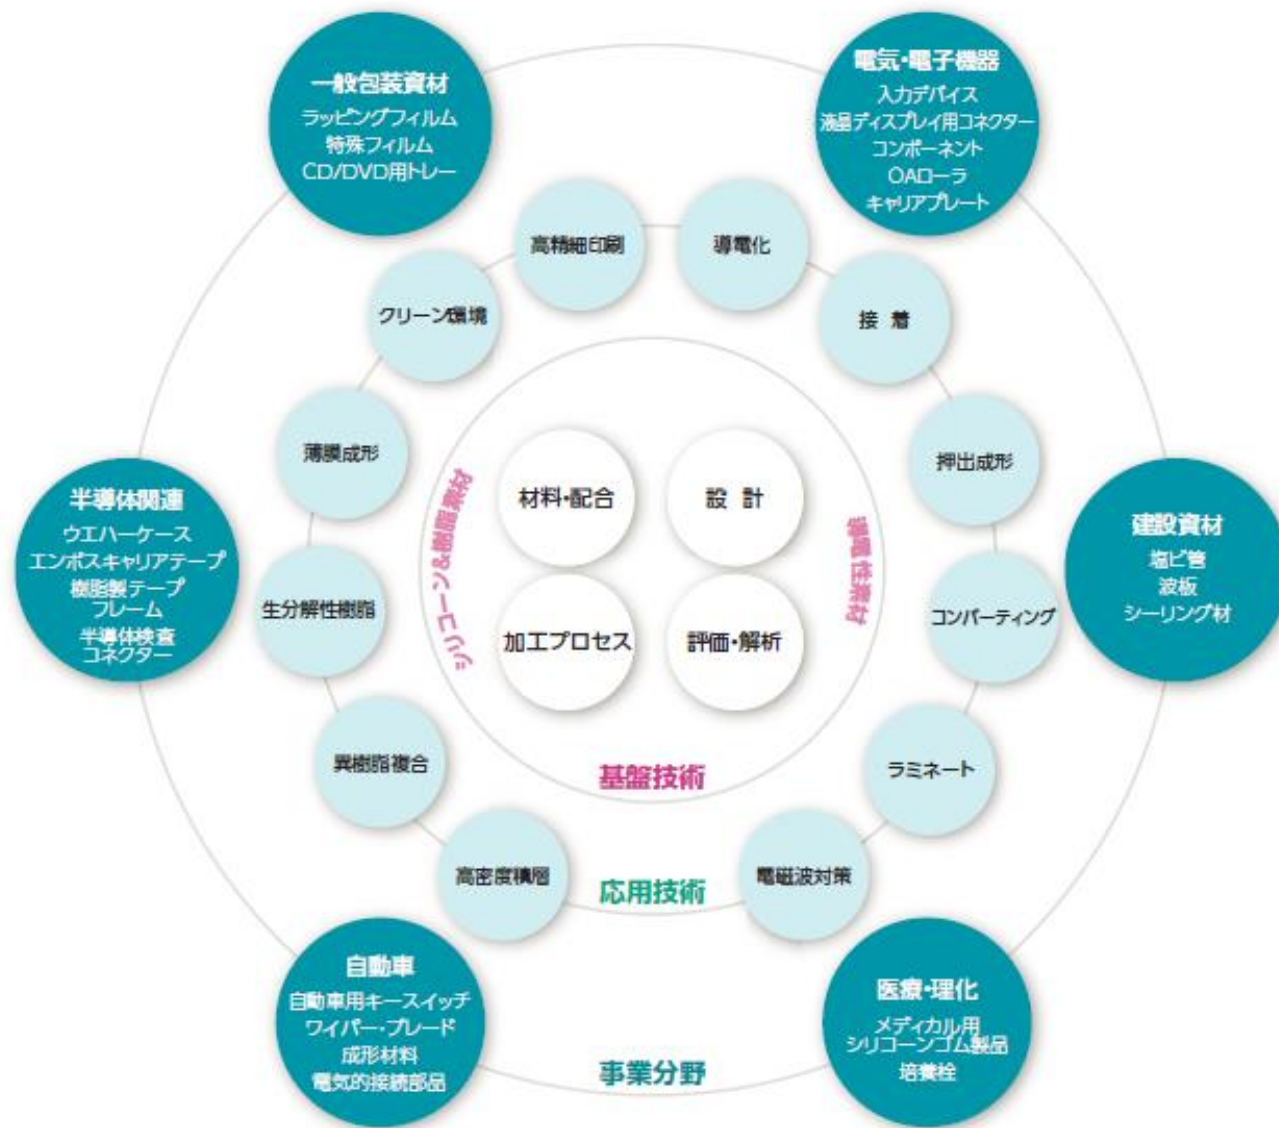 一般包装資材
ラッピングフィルム
特殊フィルム
CD/DVD用トレー
電気・電子機器
入力デバイス
液晶ディスプレイ用コネクター
コンポーネント
OAローラ
キャリアプレート
高精細印刷
導電化
クリーン環境
接 着
薄膜成形
押出成形
半導体関連
ウエハーケース
エンボスキャリアテープ
樹脂製テープ
フレーム
半導体検査
コネクター
建設資材
塩ビ管
波板
シーリング材
生分解性樹脂
コンバーティング
シリコーン&樹脂素材
導電性素材
材料・配合
設 計
加工プロセス
評価・解析
基盤技術
異樹脂複合
ラミネート
高密度積層
電磁波対策
応用技術
自動車
自動車用キースイッチ
ワイパー・ブレード
成形材料
電気的接続部品
医療・理化
メディカル用
シリコーンゴム製品
培養栓
事業分野